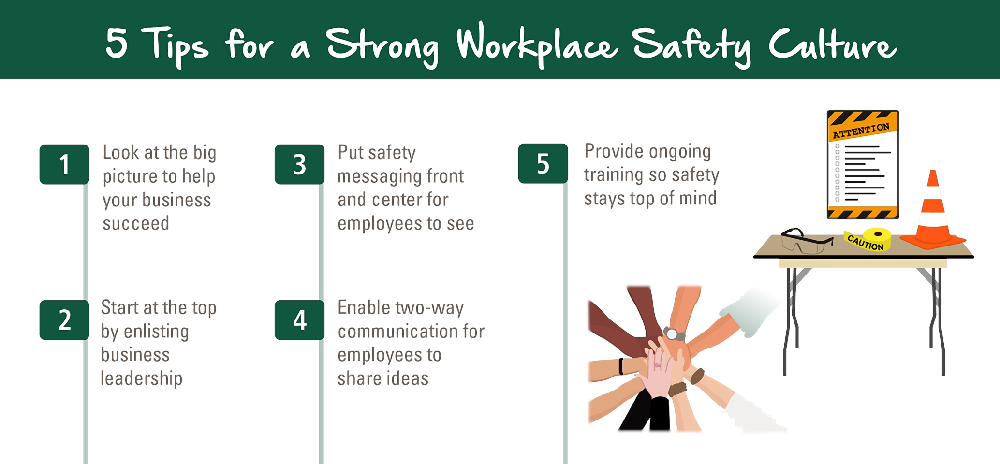 5 Tips for a Strong Workplace Safety Culture
1
Look at the big
picture to help
your business
succeed
2
Start at the top
by enlisting
business
leadership
3
Put safety
messaging front
and center for
employees to see
4
Enable two-way
communication for
employees to
share ideas
5
Provide ongoing
training so safety
stays top of mind
ATTENTION
CAUTION